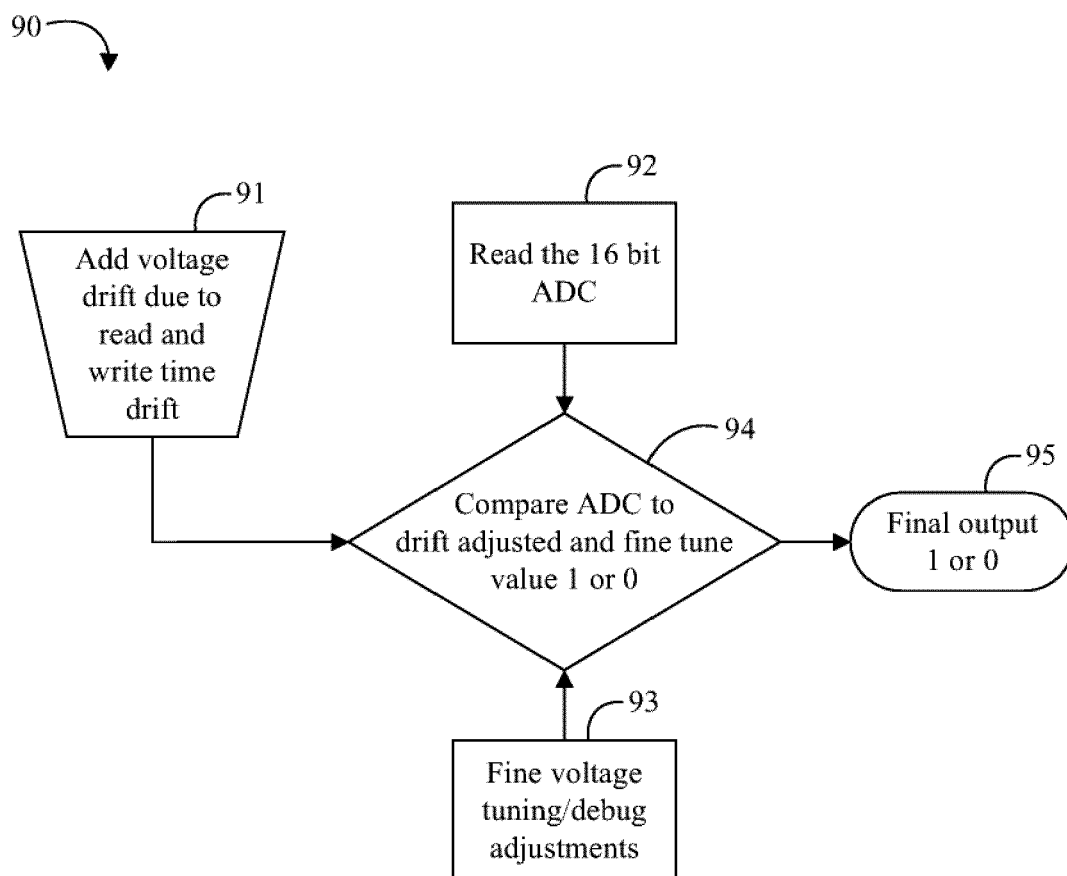 90
91
Add voltage
drift due to
read and
write time
drift
92
Read the 16 bit
ADC
94
Compare ADC to
drift adjusted and fine tune
value 1 or 0
95
Final output
1 or 0
93
Fine voltage
tuning/debug
adjustments